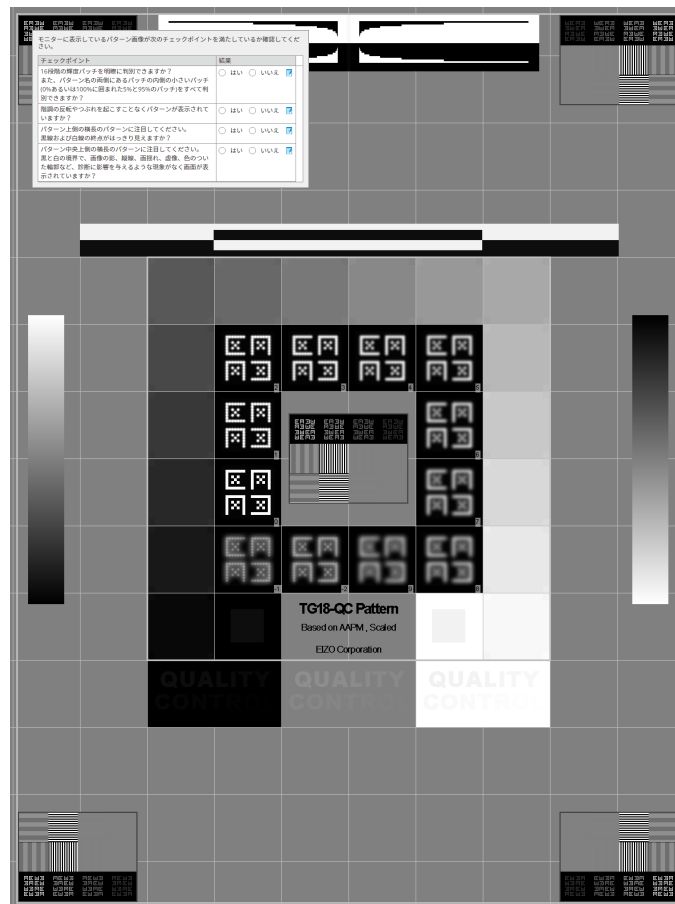 モニターに表示しているパターン画像が次のチェックポイントを満たしているか確認してくだ
さい。
チェックポイント 結果
16段階の輝度パッチを明瞭に判別できますか？
また、パターン名の両側にあるパッチの内側の小さいパッチ
(0%あるいは100%に囲まれた5%と95%のパッチ)をすべて判
別できますか？
はい いいえ
階調の反転やつぶれを起こすことなくパターンが表示されて
いますか？
はい いいえ
パターン上側の横長のパターンに注目してください。
黒線および白線の終点がはっきり見えますか？
はい いいえ
パターン中央上側の横長のパターンに注目してください。
黒と白の境界で、画像の影、縦線、画揺れ、虚像、色のつい
た輪郭など、診断に影響を与えるような現象がなく画面が表
示されていますか？
はい いいえ
2 3 4 5
1 6
0 7
-1 -2 9 8
TG18-QC Pattern
Based on AAPM , Scaled
EIZO Corporation
QUALITY QUALITY QUALITY
CONTROL CONTROL CONTROL